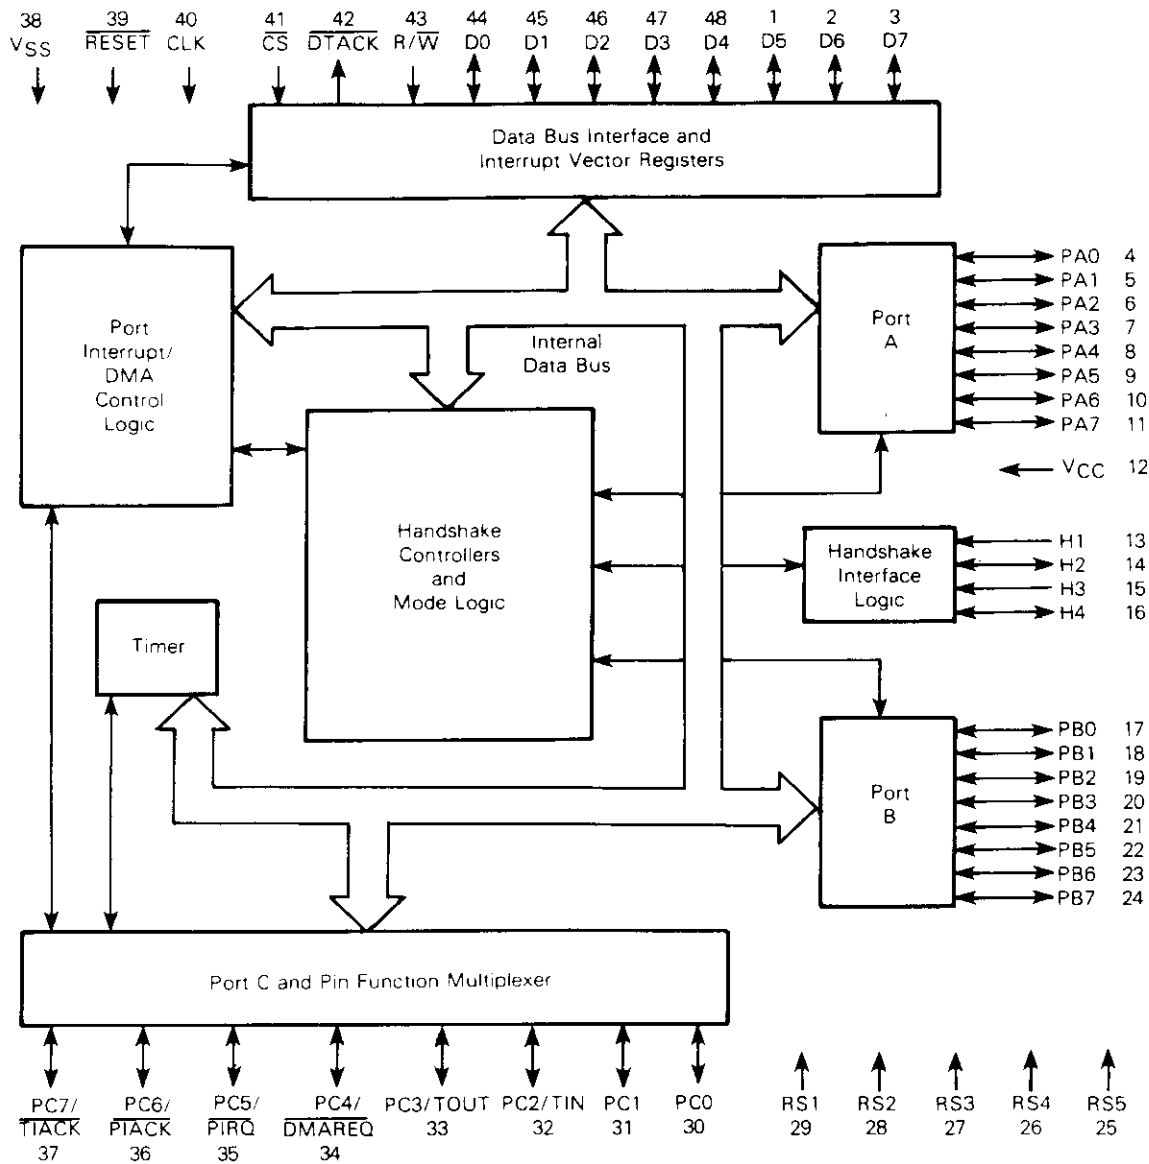 38 39 40 41 42 43 44 45 46 47 48 1 2 3
VSS RESET CLK CS DTACK R/W D0 D1 D2 D3 D4 D5 D6 D7
Data Bus Interface and
Interrupt Vector Registers
Port
Interrupt/
DMA
Control
Logic
Internal
Data Bus
Port
A
PA0 4
PA1 5
PA2 6
PA3 7
PA4 8
PA5 9
PA6 10
PA7 11
VCC 12
Handshake
Controllers
and
Mode Logic
Handshake
Interface
Logic
H1 13
H2 14
H3 15
H4 16
Timer
Port
B
PB0 17
PB1 18
PB2 19
PB3 20
PB4 21
PB5 22
PB6 23
PB7 24
Port C and Pin Function Multiplexer
PC7/ PC6/ PC5/ PC4/ PC3/TOUT PC2/TIN PC1 PC0 RS1 RS2 RS3 RS4 RS5
TIACK PIACK PIRQ DMAREQ 33 32 31 30 29 28 27 26 25
37 36 35 34